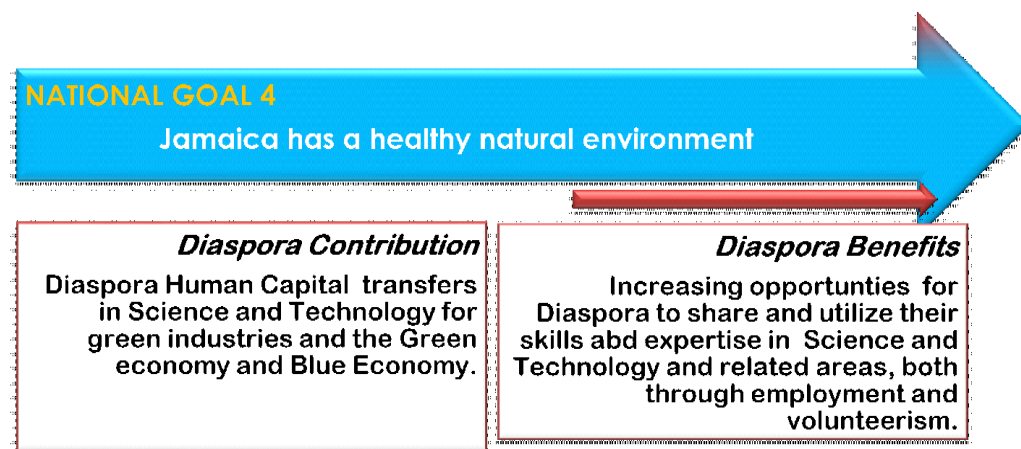 NATIONAL GOAL 4
Jamaica has a healthy natural environment
Diaspora Contribution
Diaspora Human Capital transfers
in Science and Technology for
green industries and the Green
economy and Blue Economy.
Diaspora Benefits
Increasing opportunties for
Diaspora to share and utilize their
skills abd expertise in Science and
Technology and related areas, both
through employment and
volunteerism.